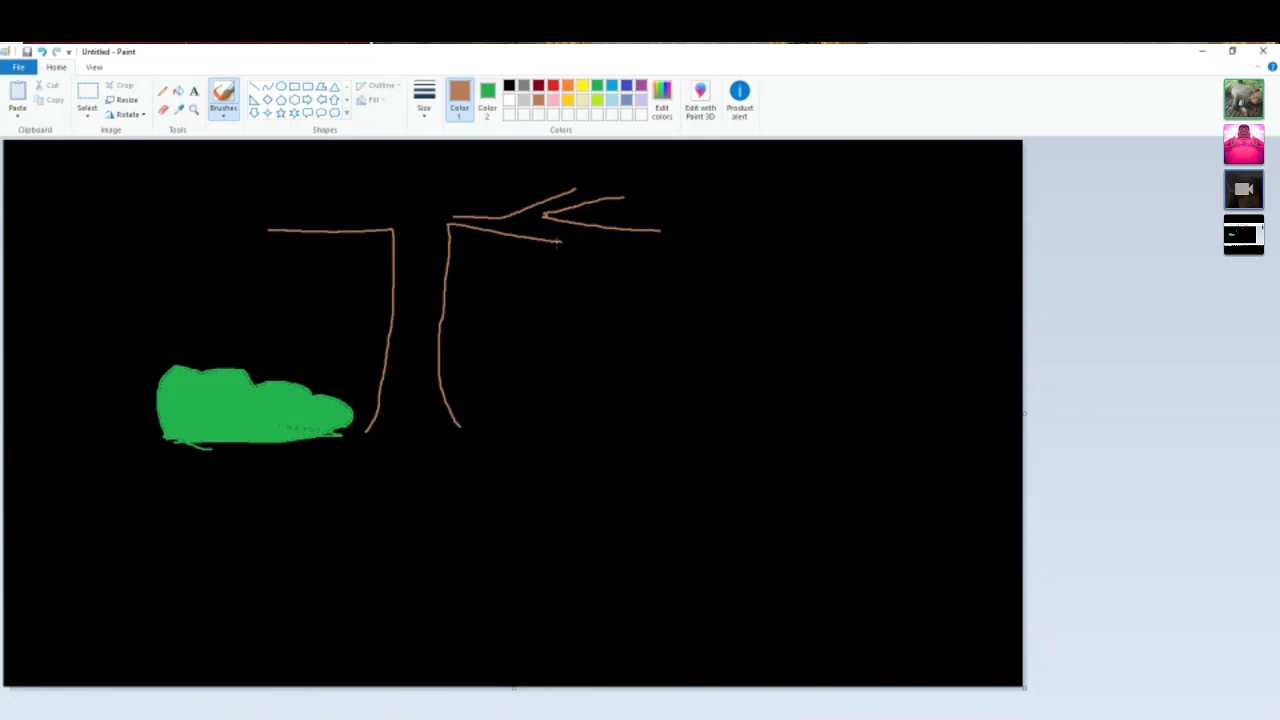 Untitled - Paint
File Home View
Paste
Cut
Copy
Clipboard
Select
Crop
Resize
Rotate
Image
Tools
Brushes
Shapes
Outline
Fill
Size
Color 1
Color 2
Edit colors
Colors
Edit with Paint 3D
Product alert